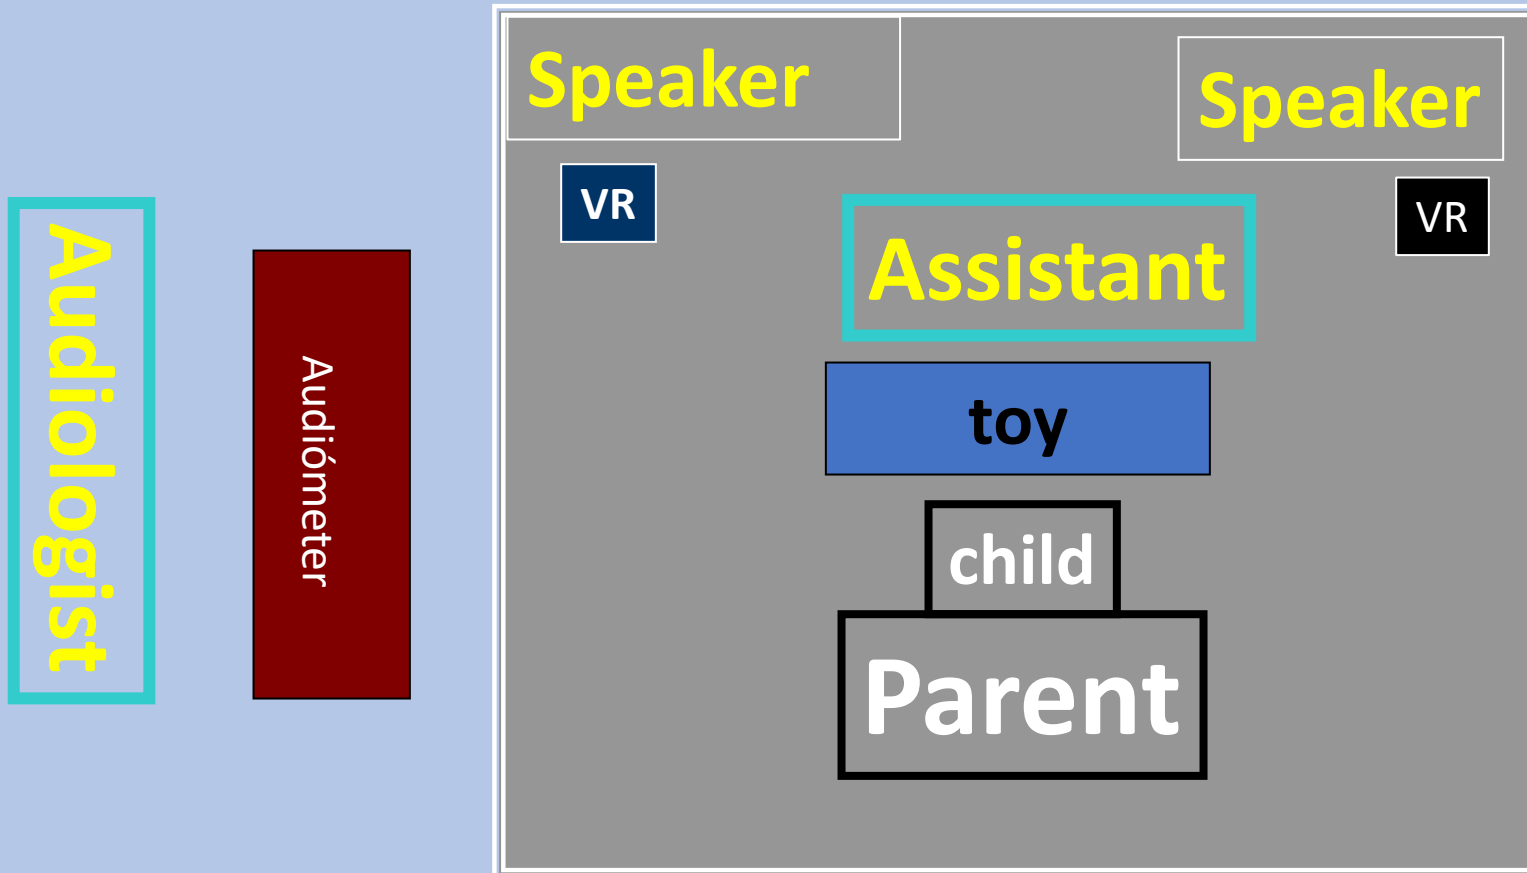 Speaker
Speaker
VR
VR
Assistant
Audiologist
Audiómeter
toy
child
Parent